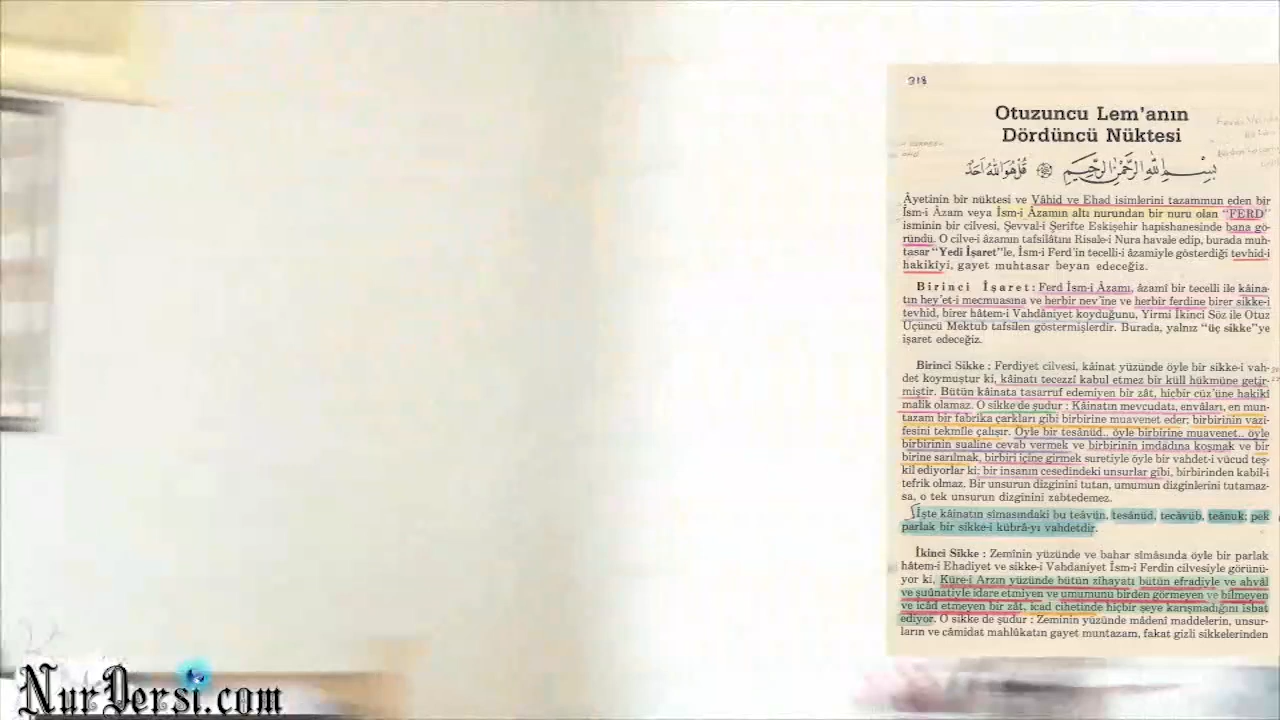 318
Otuzuncu Lem'anın
Dördüncü Nüktesi
بِسْمِ اللّٰهِ الرَّحْمٰنِ الرَّحِيمِ قُلْ هُوَ اللّٰهُ اَحَدٌ
Âyetinin bir nüktesi ve Vâhid ve Ehad isimlerini tazammun eden bir
İsm-i Âzam veya İsm-i Âzamın altı nurundan bir nuru olan "FERD"
isminin bir cilvesi, Şevval-i Şerifte Eskişehir hapishanesinde bana gö-
ründü. O cilve-i âzamın tafsilâtını Risale-i Nura havale edip, burada muh-
tasar "Yedi İşaret"le, İsm-i Ferd'in tecelli-i âzamiyle gösterdiği tevhid-i
hakikîyi, gayet muhtasar beyan edeceğiz.
Birinci İşaret: Ferd İsm-i Âzamı, âzamî bir tecelli ile kâina-
tın hey'et-i mecmuasına ve herbir nev'ine ve herbir ferdine birer sikke-i
tevhid, birer hâtem-i Vahdâniyet koyduğunu, Yirmi İkinci Söz ile Otuz
Üçüncü Mektub tafsilen göstermişlerdir. Burada, yalnız "üç sikke"ye
işaret edeceğiz.
Birinci Sikke : Ferdiyet cilvesi, kâinat yüzünde öyle bir sikke-i vah-
det koymuştur ki, kâinatı tecezzî kabul etmez bir küll hükmüne getir-
miştir. Bütün kâinata tasarruf edemiyen bir zât, hiçbir cüz'üne hakikî
malik olamaz. O sikke de şudur : Kâinatın mevcudatı, envâları, en mun-
tazam bir fabrika çarkları gibi birbirine muavenet eder; birbirinin vazi-
fesini tekmile çalışır. Öyle bir tesânüd.. öyle birbirine muavenet.. öyle
birbirinin sualine cevab vermek ve birbirinin imdâdına koşmak ve bir
birine sarılmak, birbiri içine girmek suretiyle öyle bir vahdet-i vücud teş-
kil ediyorlar ki; bir insanın cesedindeki unsurlar gibi, birbirinden kabil-i
tefrik olmaz. Bir unsurun dizginini tutan, umumun dizginlerini tutamaz-
sa, o tek unsurun dizginini zabtedemez.
İşte kâinatın sîmasındaki bu teâvün, tesânüd, tecâvüb, teânuk; pek
parlak bir sikke-i kübrâ-yı vahdetdir.
İkinci Sikke : Zemînin yüzünde ve bahar sîmâsında öyle bir parlak
hâtem-i Ehadiyet ve sikke-i Vahdaniyet İsm-i Ferdin cilvesiyle görünü-
yor ki, Küre-i Arzın yüzünde bütün zîhayatı bütün efradiyle ve ahvâl
ve şuûnatiyle idare etmiyen ve umumunu birden görmeyen ve bilmeyen
ve icâd etmeyen bir zât, icad cihetinde hiçbir şeye karışmadığını isbat
ediyor. O sikke de şudur : Zeminin yüzünde mâdenî maddelerin, unsur-
ların ve câmidat mahlûkatın gayet muntazam, fakat gizli sikkelerinden
NurDersi.com